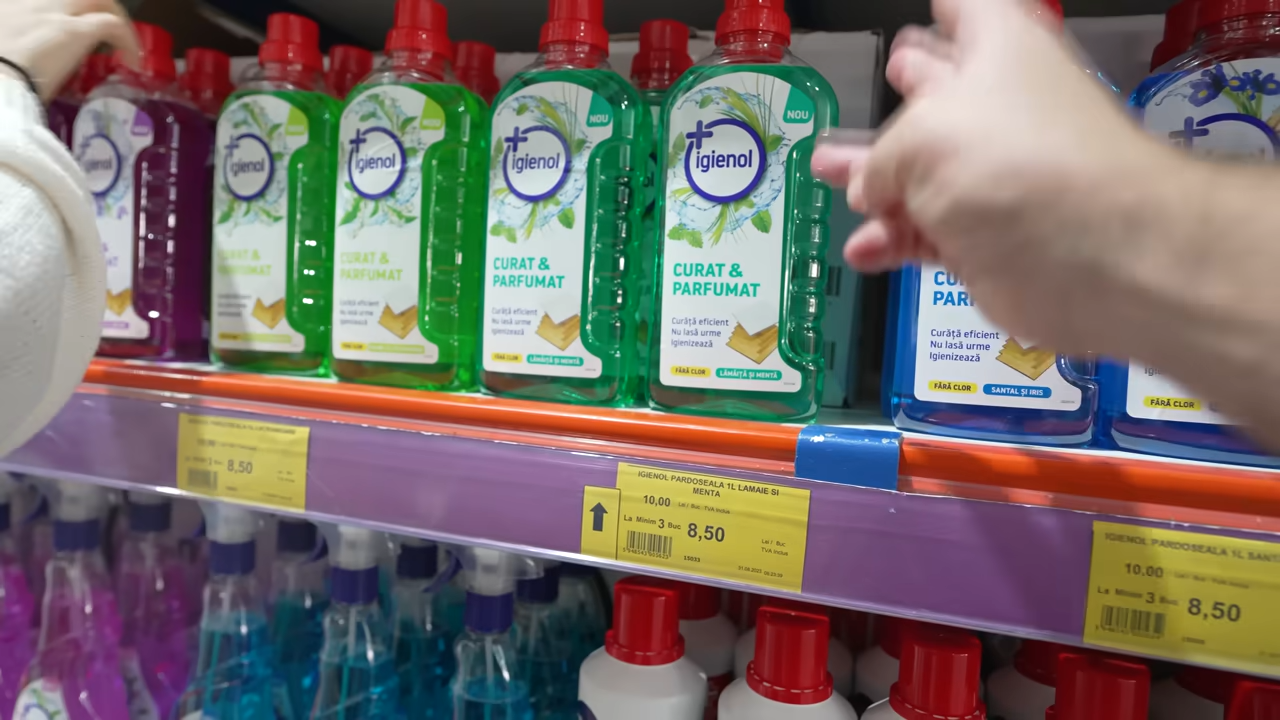 igienol
igienol
CURAT &
PARFUMAT
igienol
CURAT &
PARFUMAT
NOU
igienol
CURAT &
PARFUMAT
Curăță eficient
Nu lasă urme
Igienizează
FĂRĂ CLOR
LĂMÂIȚĂ ȘI MENTĂ
NOU
igienol
CURAT &
PARFUMAT
Curăță eficient
Nu lasă urme
Igienizează
FĂRĂ CLOR
LĂMÂIȚĂ ȘI MENTĂ
Curăță eficient
Nu lasă urme
Igienizează
FĂRĂ CLOR
SANTAL ȘI IRIS
FĂRĂ CLOR
10,00
8,50
IGIENOL PARDOSEALA 1L LAMAIE SI
MENTA
10,00 Lei / Buc TVA Inclus
La Minim 3 Buc 8,50 Lei / Buc
TVA Inclus
IGIENOL PARDOSEALA 1L
10.00
La Minim 3 Buc 8,50